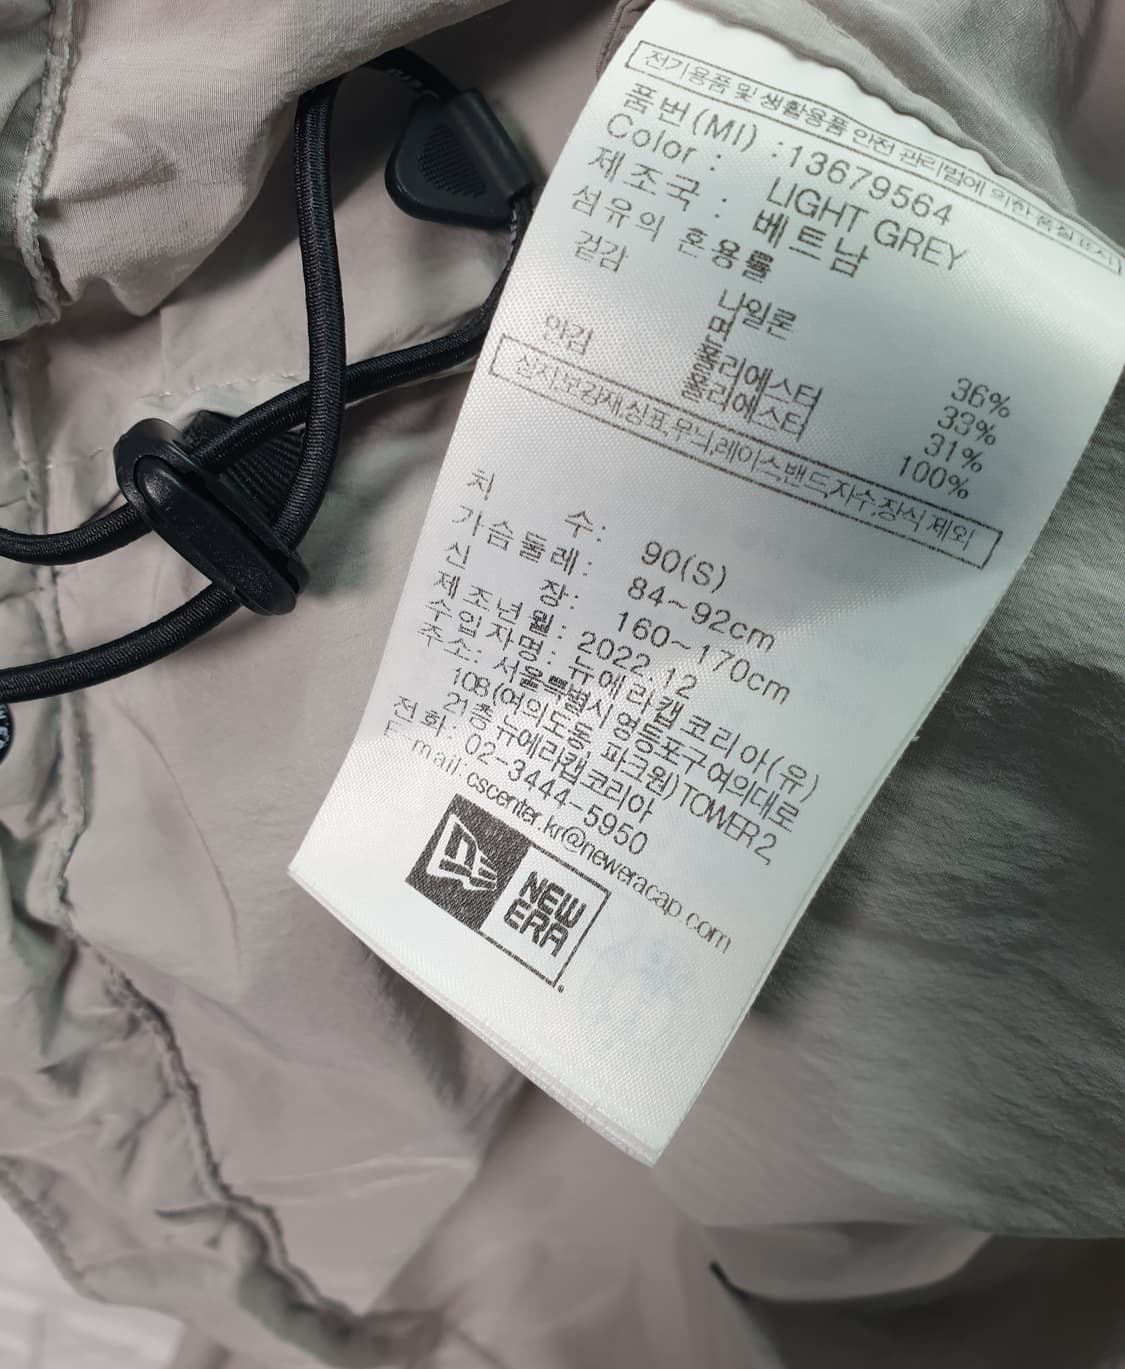 전기용품 및 생활용품 안전 관리법에 의한 품질표시
품번(MI) : 13679564
Color : LIGHT GREY
제조국 : 베트남
섬유의 혼용률
겉감 나일론 36%
면 33%
폴리에스터 31%
안감 폴리에스터 100%
심지,보강재,심표,무늬,레이스밴드,자수,장식 제외
치 수: 90(S)
가슴둘레: 84~92cm
신 장: 160~170cm
제조년월: 2022.12
수입자명: 뉴에라캡코리아(유)
주소: 서울특별시 영등포구 여의대로
108 (여의도동 파크원) TOWER 2,
21층 뉴에라캡코리아
전화: 02-3444-5950
E mail: cscenter.kr@neweracap.com
NEW
ERA